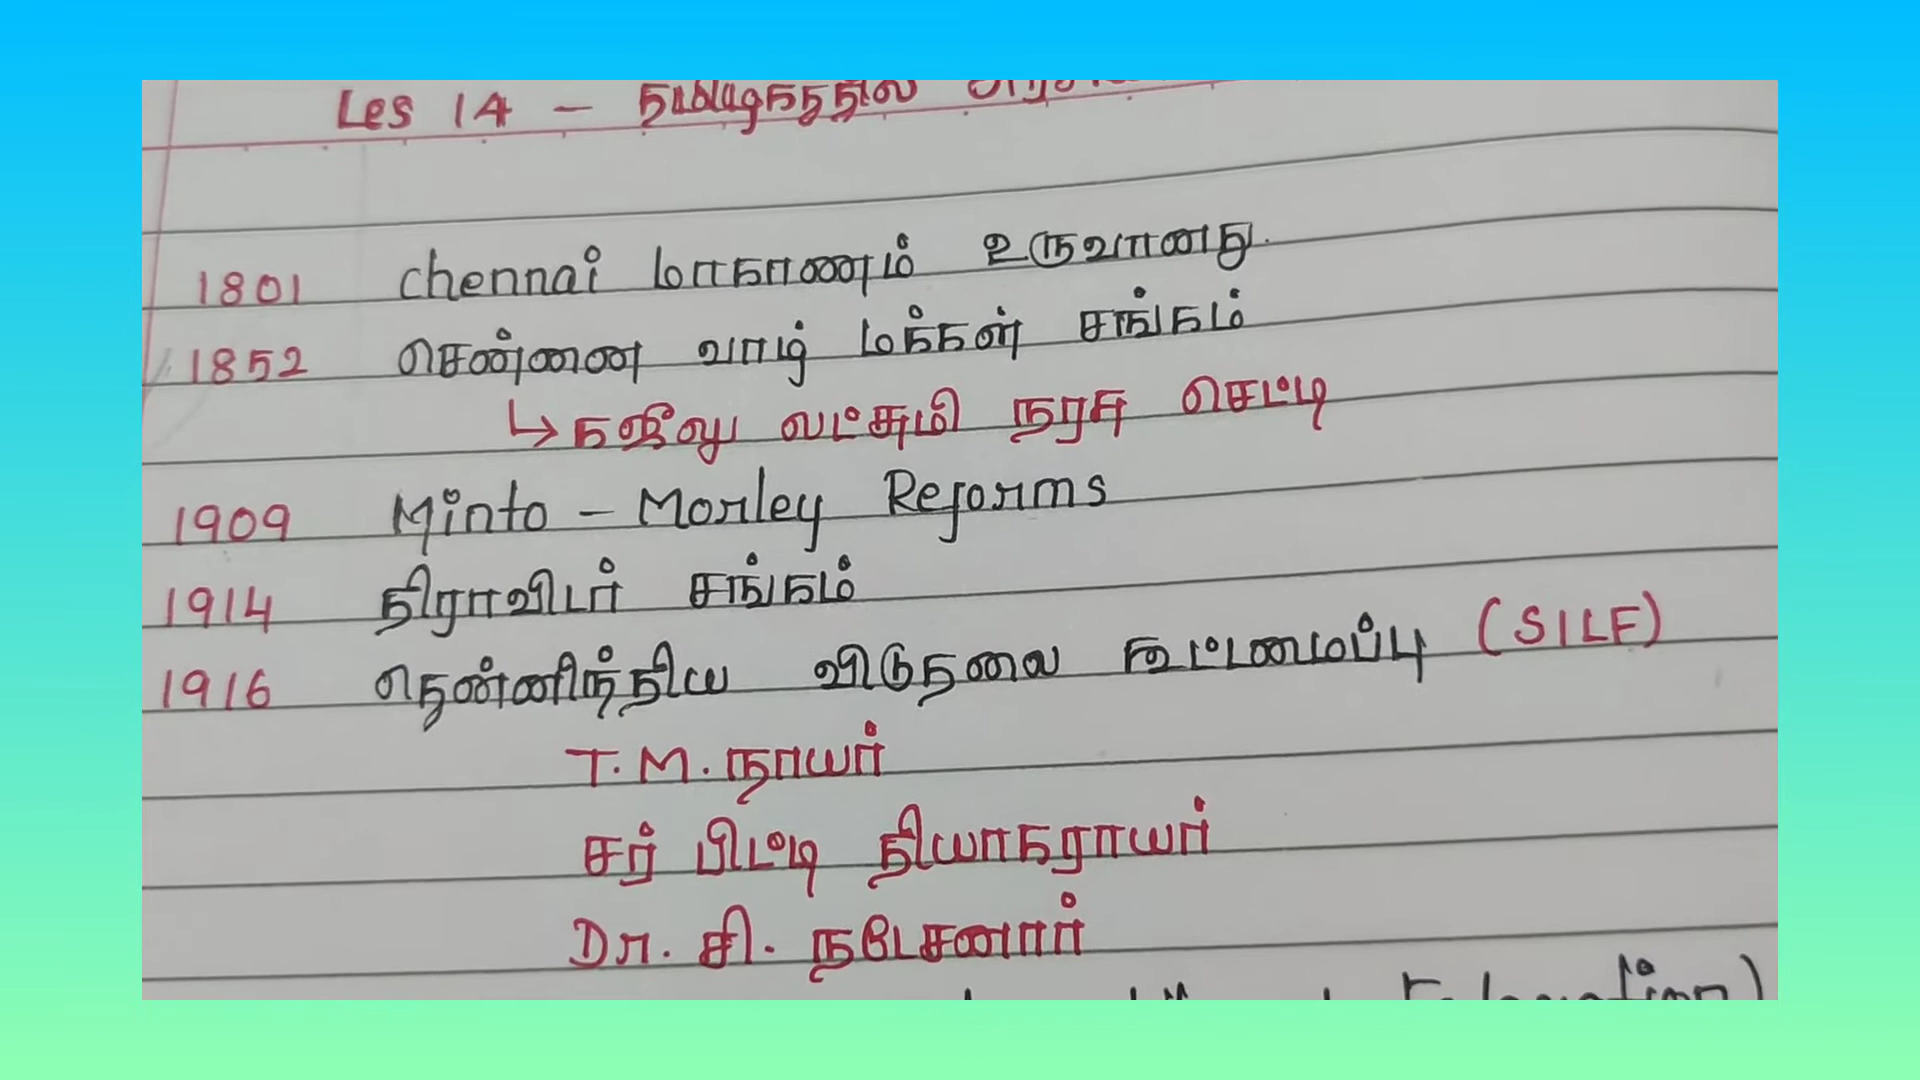 Les 14 - தமிழகத்தில்
1801 Chennai மாகாணம் உருவானது.
1852 சென்னை வாழ் மக்கள் சங்கம்
↳ கஜீலு லட்சுமி நரசு செட்டி
1909 Minto - Morley Reforms
1914 திராவிடர் சங்கம்
1916 தென்னிந்திய விடுதலை கூட்டமைப்பு (SILF)
T.M.நாயர்
சர் பிட்டி தியாகராயர்
Dr. சி. நடேசனார்